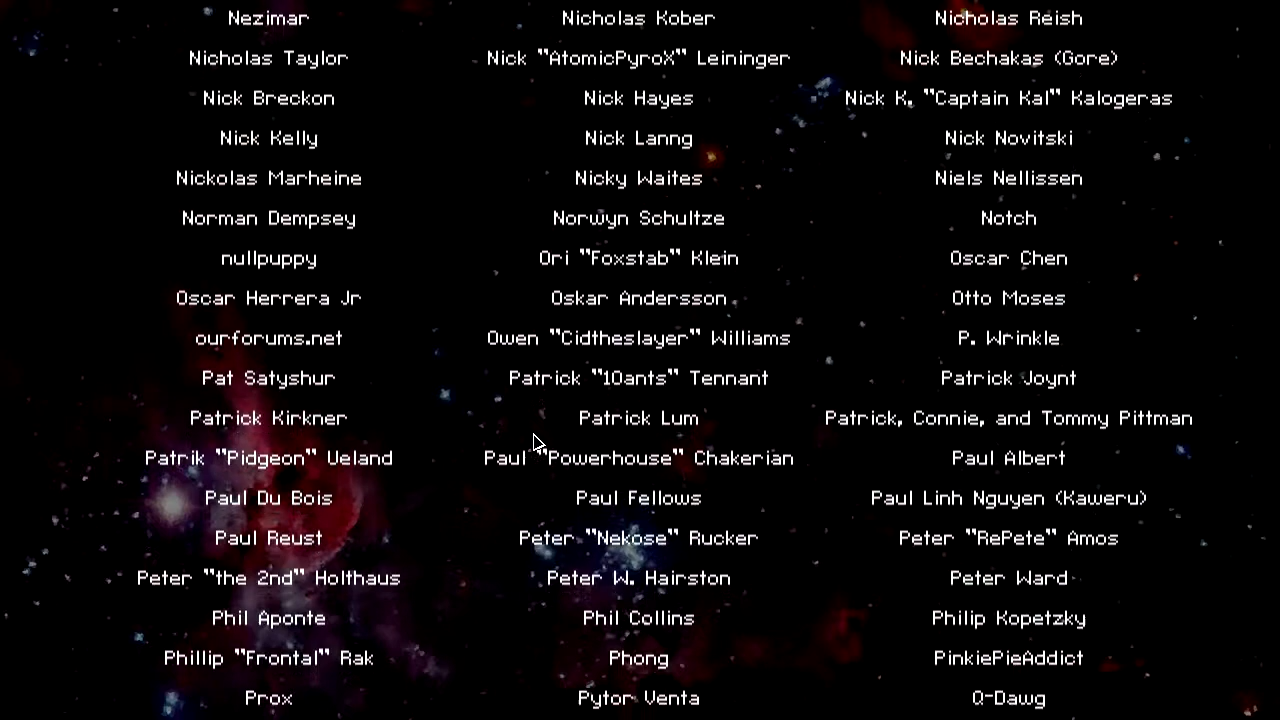 Nezimar Nicholas Kober Nicholas Reish
Nicholas Taylor Nick "AtomicPyroX" Leininger Nick Bechakas (Gore)
Nick Breckon Nick Hayes Nick K. "Captain Kal" Kalogeras
Nick Kelly Nick Lanng Nick Novitski
Nickolas Marheine Nicky Waites Niels Nellissen
Norman Dempsey Norwyn Schultze Notch
nullpuppy Ori "Foxstab" Klein Oscar Chen
Oscar Herrera Jr Oskar Andersson Otto Moses
ourforums.net Owen "Cidtheslayer" Williams P. Wrinkle
Pat Satyshur Patrick "10ants" Tennant Patrick Joynt
Patrick Kirkner Patrick Lum Patrick, Connie, and Tommy Pittman
Patrik "Pidgeon" Ueland Paul "Powerhouse" Chakerian Paul Albert
Paul Du Bois Paul Fellows Paul Linh Nguyen (Kaweru)
Paul Reust Peter "Nekose" Rucker Peter "RePete" Amos
Peter "the 2nd" Holthaus Peter W. Hairston Peter Ward
Phil Aponte Phil Collins Philip Kopetzky
Phillip "Frontal" Rak Phong PinkiePieAddict
Prox Pytor Venta Q-Dawg